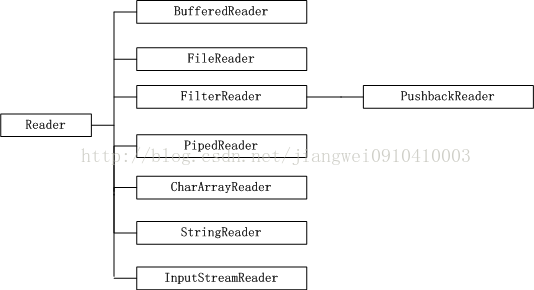 BufferedReader
FileReader
FilterReader
PushbackReader
Reader
PipedReader
http://blog.csdn.net/jiangwei0910410003
CharArrayReader
StringReader
InputStreamReader